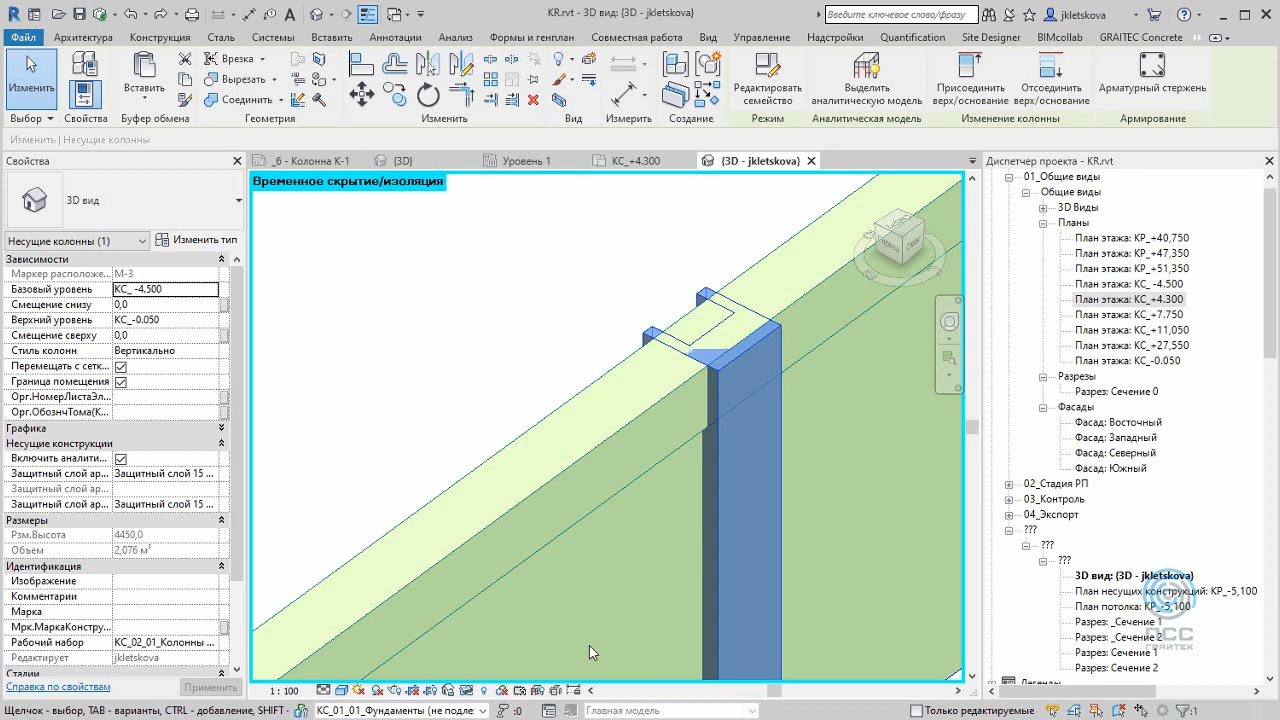 KR.rvt - 3D вид: {3D - jkletskova}
Введите ключевое слово/фразу
jkletskova
Файл Архитектура Конструкция Сталь Системы Вставить Аннотации Анализ Формы и генплан Совместная работа Вид Управление Надстройки Quantification Site Designer BIMcollab GRAITEC Concrete
Врезка
Вырезать
Соединить
Изменить
Вставить
Редактировать семейство
Выделить аналитическую модель
Присоединить верх/основание
Отсоединить верх/основание
Арматурный стержень
Выбор Свойства Буфер обмена Геометрия Изменить Вид Измерить Создание Режим Аналитическая модель Изменение колонны Армирование
Изменить | Несущие колонны
Свойства
_6 - Колонна К-1 {3D} Уровень 1 КС_+4.300 {3D - jkletskova}
Диспетчер проекта - KR.rvt
Временное скрытие/изоляция
3D вид
Несущие колонны (1) Изменить тип
Зависимости
Маркер расположе... М-3
Базовый уровень КС_ -4.500
Смещение снизу 0,0
Верхний уровень КС_-0.050
Смещение сверху 0,0
Стиль колонн Вертикально
Перемещать с сетк...
Граница помещения
Орг.НомерЛистаЭл...
Орг.ОбознчТома(К...
Графика
Несущие конструкции
Включить аналити...
Защитный слой ар... Защитный слой 15 ...
Защитный слой ар...
Защитный слой ар... Защитный слой 15 ...
Размеры
Рзм.Высота 4450,0
Объем 2,076 м³
Идентификация
Изображение
Комментарии
Марка
Мрк.МаркаКонстру...
Рабочий набор КС_02_01_Колонны ...
Редактирует jkletskova
Стадии
Справка по свойствам Применить
01_Общие виды
Общие виды
3D Виды
Планы
План этажа: КР_+40,750
План этажа: КР_+47,350
План этажа: КР_+51,350
План этажа: КС_ -4.500
План этажа: КС_+4.300
План этажа: КС_+7.750
План этажа: КС_+11,050
План этажа: КС_+27,550
План этажа: КС_-0.050
Разрезы
Разрез: Сечение 0
Фасады
Фасад: Восточный
Фасад: Западный
Фасад: Северный
Фасад: Южный
02_Стадия РП
03_Контроль
04_Экспорт
???
???
???
3D вид: {3D - jkletskova}
План несущих конструкций: КР_-5,100
План потолка: КР_-5,100
Разрез: _Сечение 1
Разрез: _Сечение 2
Разрез: Сечение 1
Разрез: Сечение 2
Легенды
ПСС
ГРАЙТЕК
1 : 100
Щелчок - выбор, TAB - варианты, CTRL - добавление, SHIFT - КС_01_01_Фундаменты (не подле :0 Главная модель Только редактируемые :1